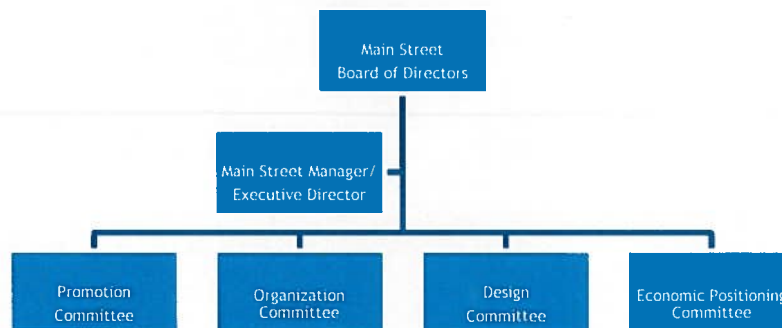 Main Street
Board of Directors
Main Street Manager/
Executive Director
Promotion
Committee
Organization
Committee
Design
Committee
Economic Positioning
Committee